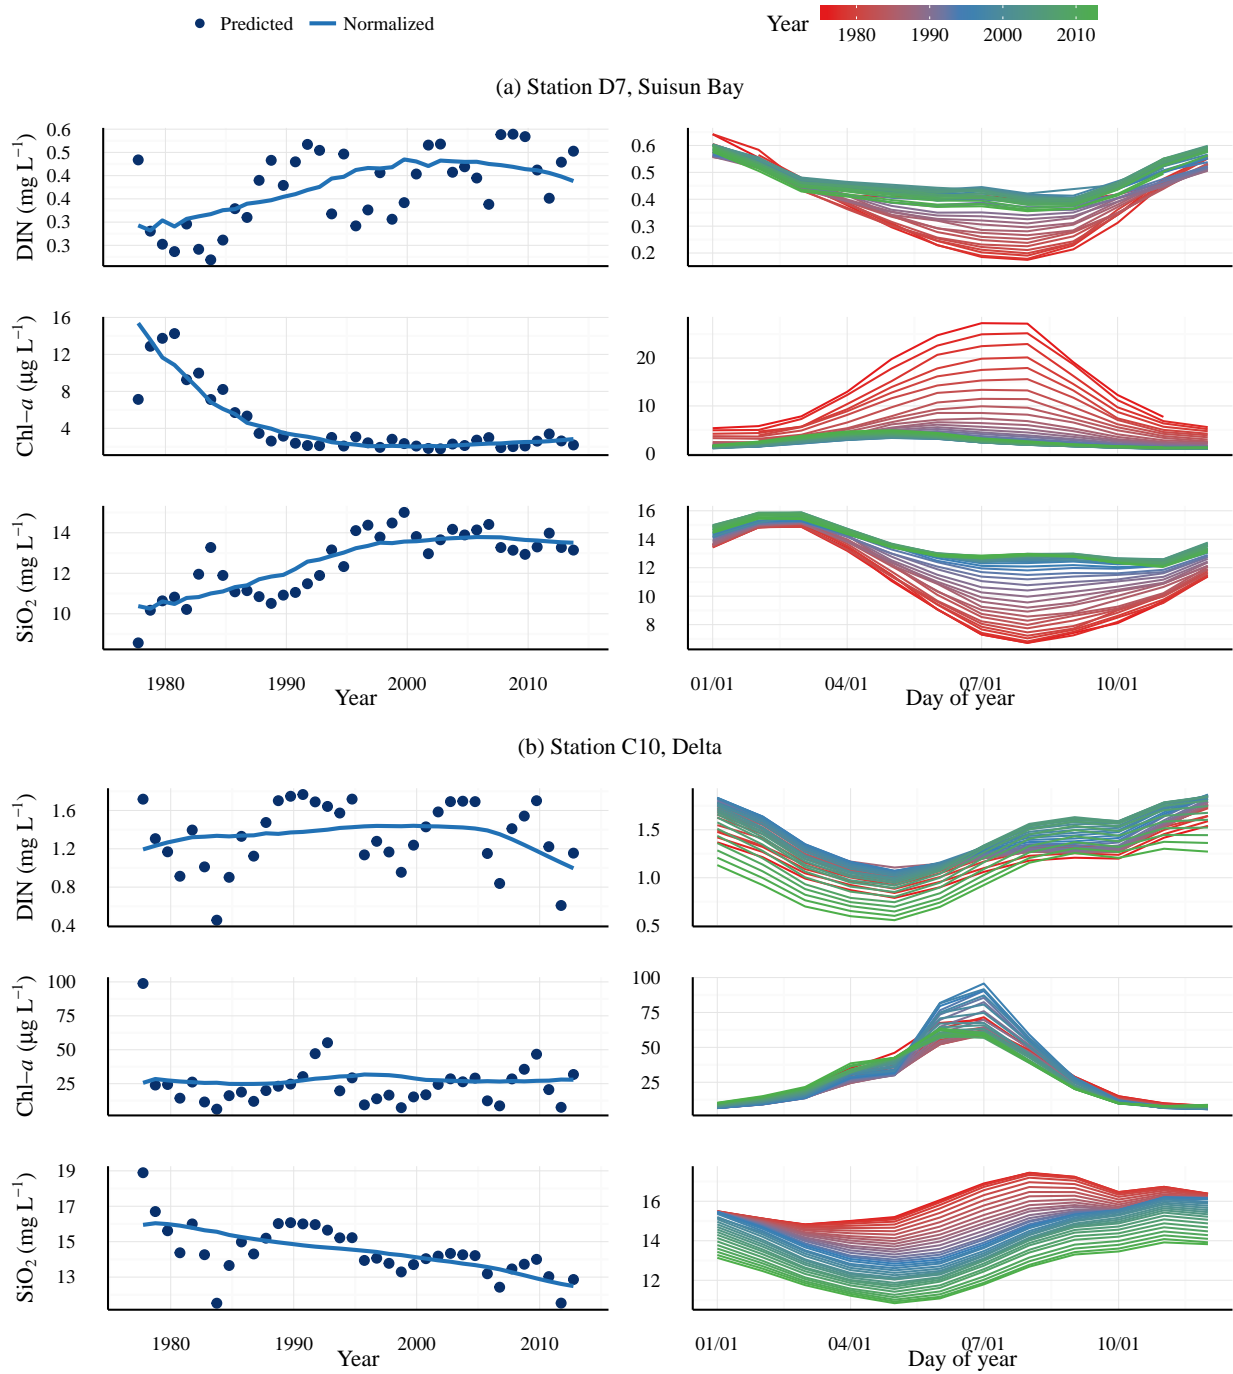 Predicted Normalized
Year 1980 1990 2000 2010
(a) Station D7, Suisun Bay
DIN (mg L⁻¹)
0.6
0.5
0.4
0.4
0.3
0.3
0.6
0.5
0.4
0.3
0.2
Chl−a (µg L⁻¹)
16
12
8
4
20
10
0
SiO₂ (mg L⁻¹)
14
12
10
16
14
12
10
8
1980 1990 2000 2010
Year
01/01 04/01 07/01 10/01
Day of year
(b) Station C10, Delta
DIN (mg L⁻¹)
1.6
1.2
0.8
0.4
1.5
1.0
0.5
Chl−a (µg L⁻¹)
100
75
50
25
100
75
50
25
SiO₂ (mg L⁻¹)
19
17
15
13
16
14
12
1980 1990 2000 2010
Year
01/01 04/01 07/01 10/01
Day of year